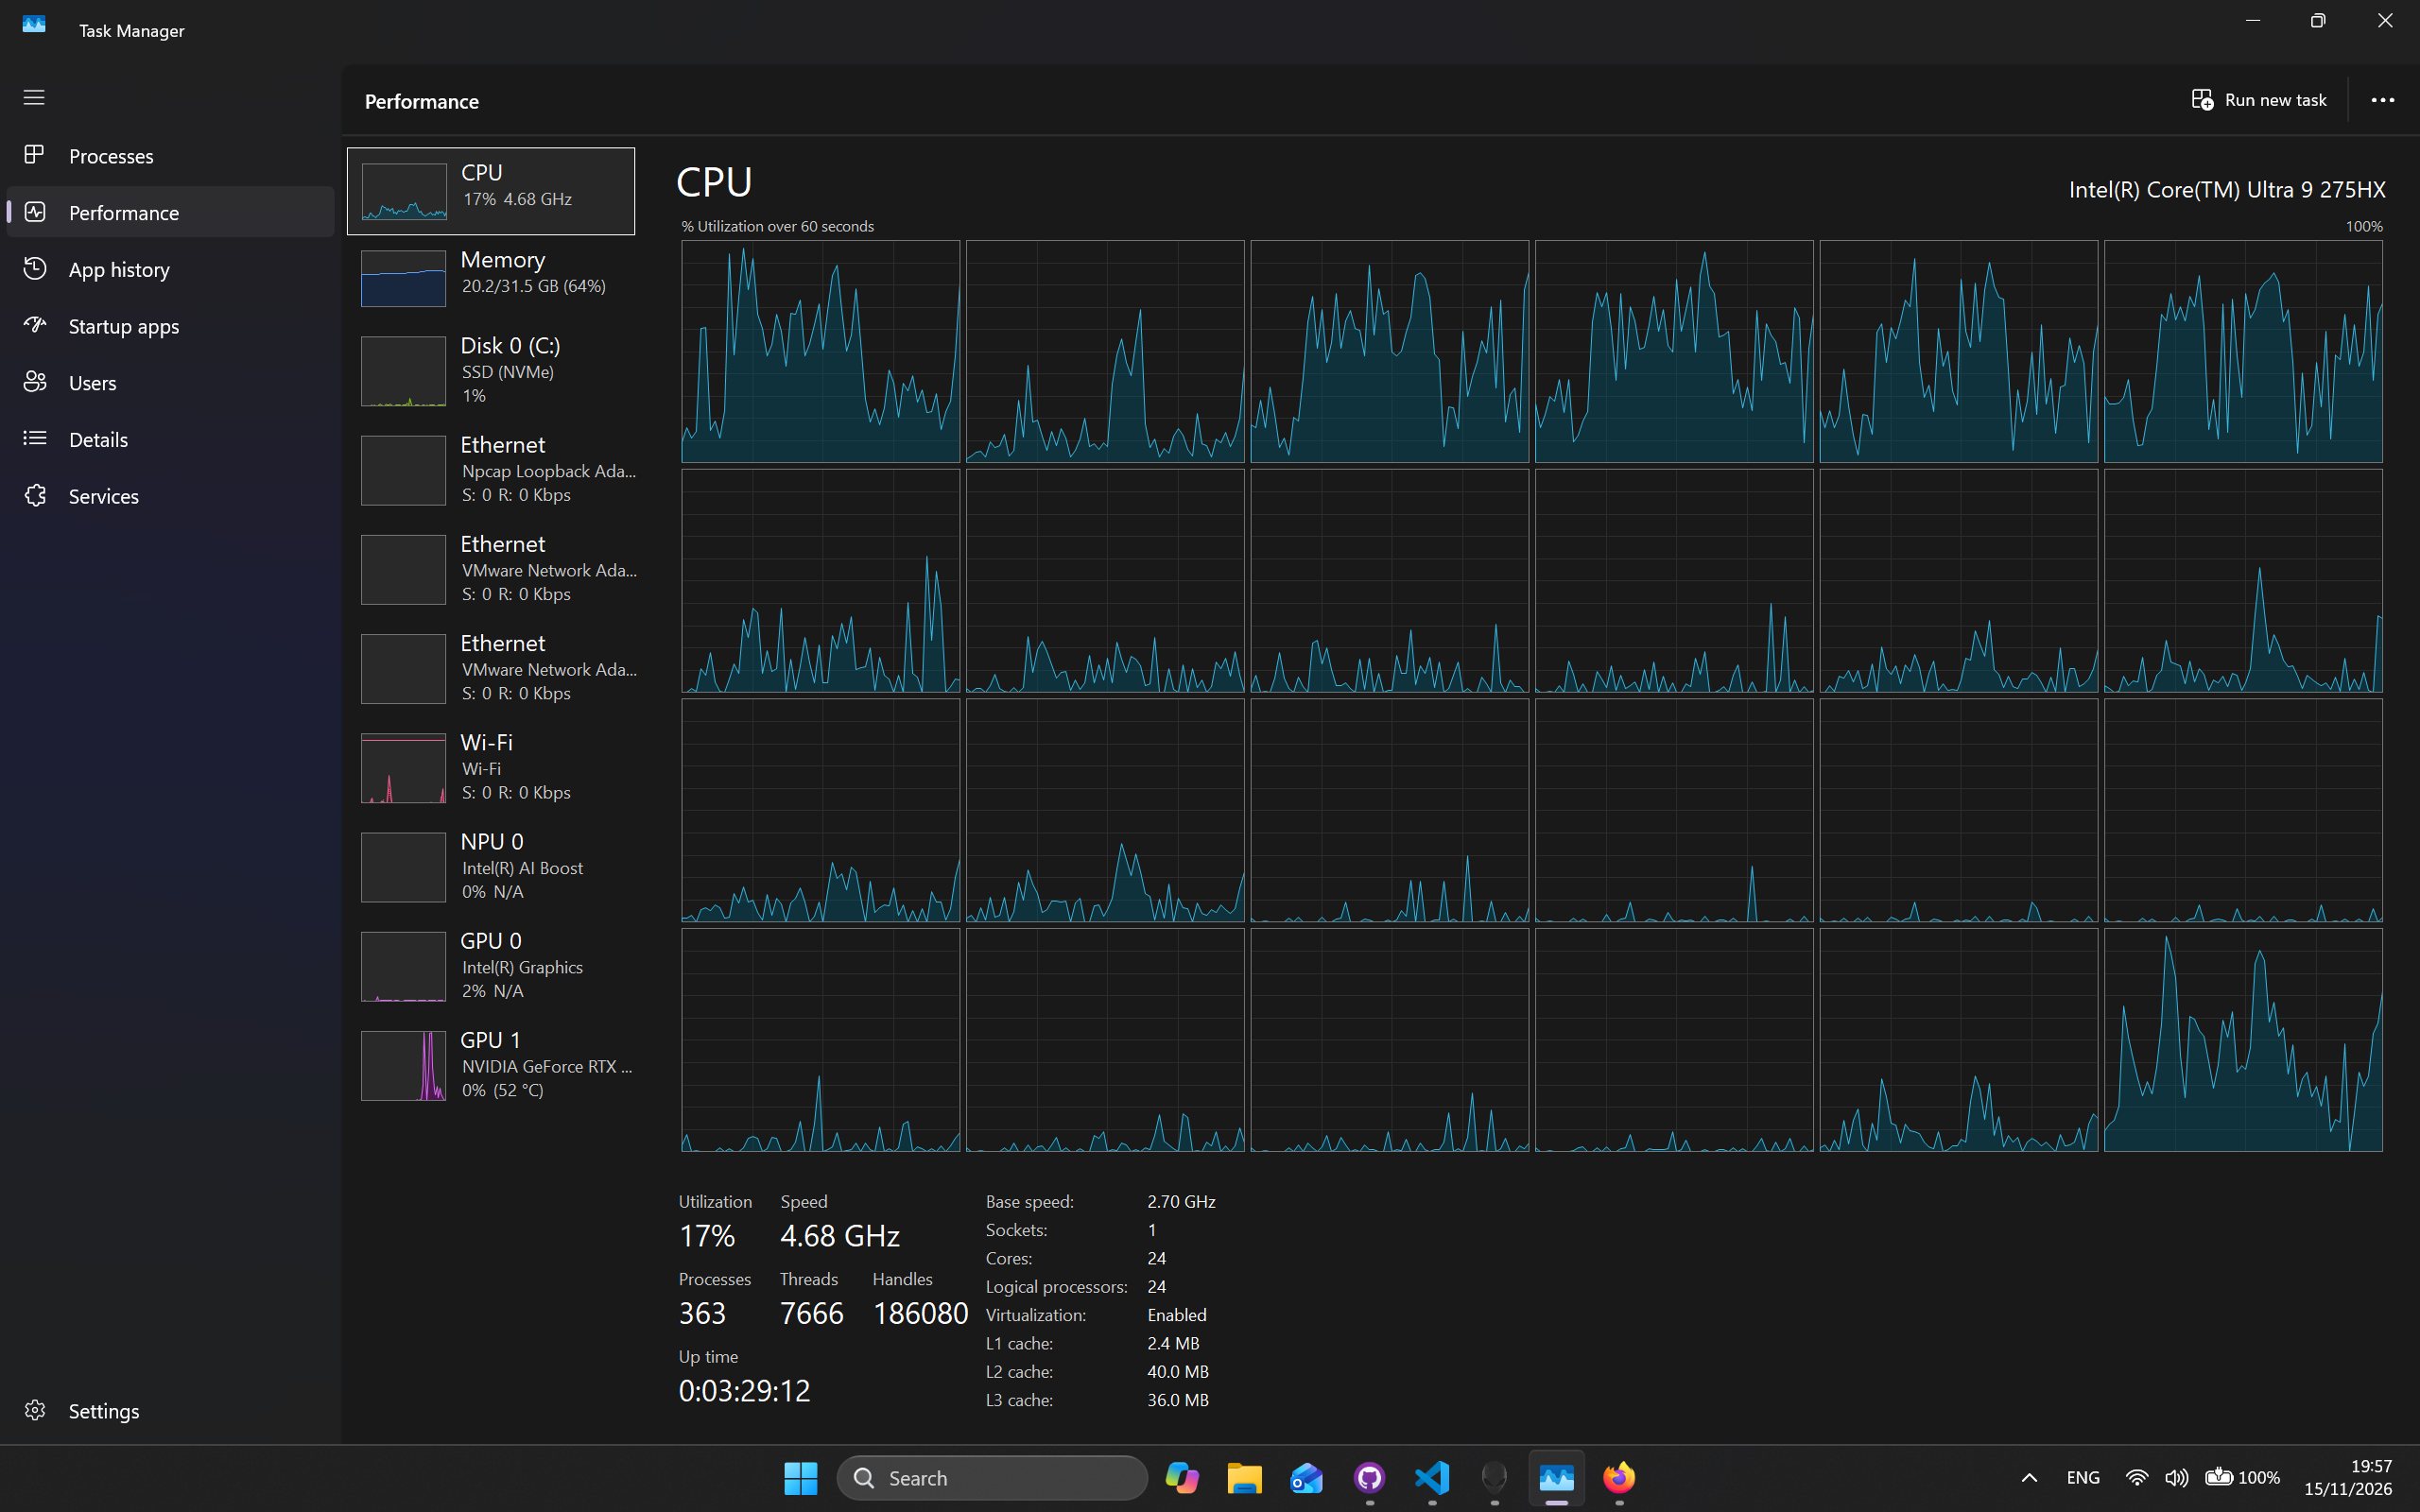 Task Manager
Performance
Run new task
Processes
Performance
App history
Startup apps
Users
Details
Services
Settings
CPU
17% 4.68 GHz
Memory
20.2/31.5 GB (64%)
Disk 0 (C:)
SSD (NVMe)
1%
Ethernet
Npcap Loopback Ada...
S: 0 R: 0 Kbps
Ethernet
VMware Network Ada...
S: 0 R: 0 Kbps
Ethernet
VMware Network Ada...
S: 0 R: 0 Kbps
Wi-Fi
Wi-Fi
S: 0 R: 0 Kbps
NPU 0
Intel(R) AI Boost
0% N/A
GPU 0
Intel(R) Graphics
2% N/A
GPU 1
NVIDIA GeForce RTX ...
0% (52 °C)
CPU
Intel(R) Core(TM) Ultra 9 275HX
% Utilization over 60 seconds
100%
Utilization Speed
17% 4.68 GHz
Processes Threads Handles
363 7666 186080
Up time
0:03:29:12
Base speed: 2.70 GHz
Sockets: 1
Cores: 24
Logical processors: 24
Virtualization: Enabled
L1 cache: 2.4 MB
L2 cache: 40.0 MB
L3 cache: 36.0 MB
Search
ENG
100%
19:57
15/11/2026